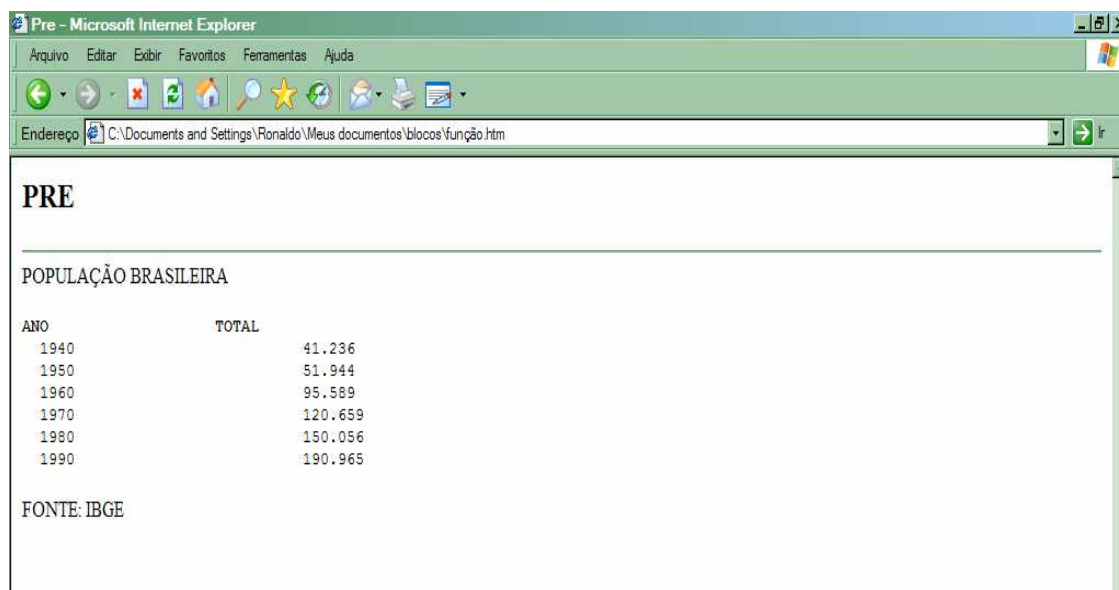 Pre - Microsoft Internet Explorer
Arquivo Editar Exibir Favoritos Ferramentas Ajuda
Endereço C:\Documents and Settings\Ronaldo\Meus documentos\blocos\função.htm Ir
PRE
POPULAÇÃO BRASILEIRA
ANO TOTAL
1940 41.236
1950 51.944
1960 95.589
1970 120.659
1980 150.056
1990 190.965
FONTE: IBGE